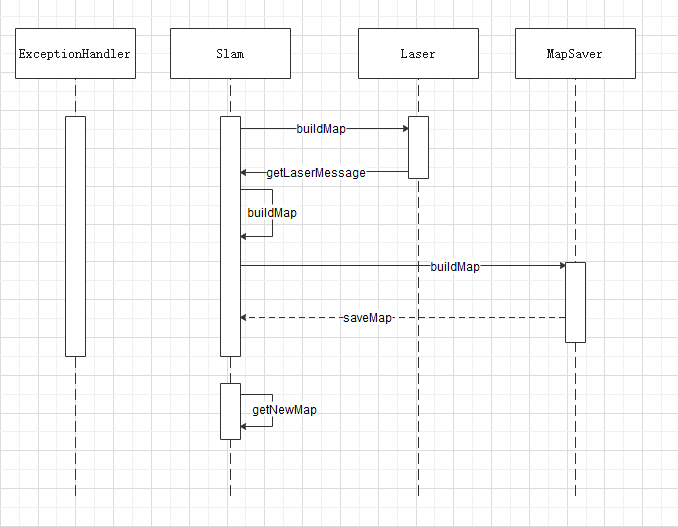 ExceptionHandler
Slam
Laser
MapSaver
buildMap
getLaserMessage
buildMap
buildMap
saveMap
getNewMap